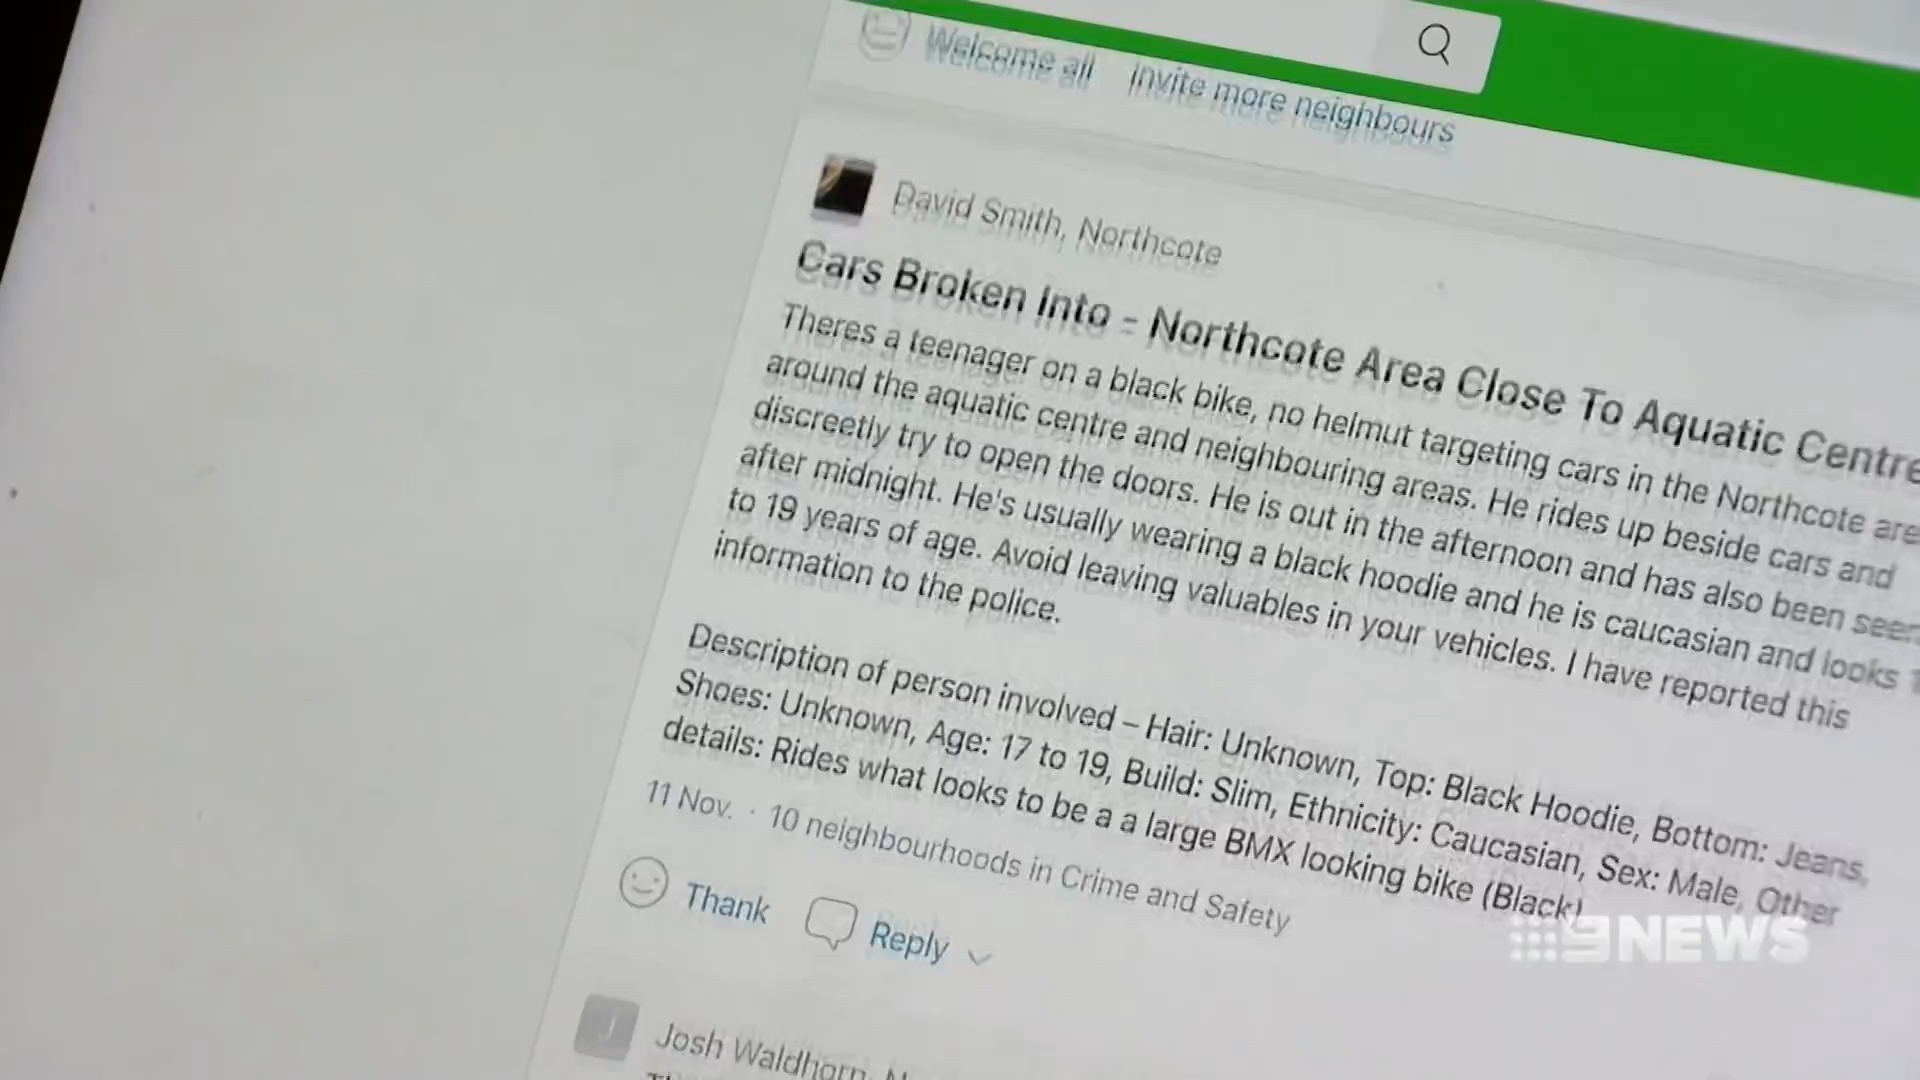 Welcome all Invite more neighbours
David Smith, Northcote
Cars Broken Into - Northcote Area Close To Aquatic Centre
Theres a teenager on a black bike, no helmut targeting cars in the Northcote are
around the aquatic centre and neighbouring areas. He rides up beside cars and
discreetly try to open the doors. He is out in the afternoon and has also been seen
after midnight. He's usually wearing a black hoodie and he is caucasian and looks
to 19 years of age. Avoid leaving valuables in your vehicles. I have reported this
information to the police.
Description of person involved – Hair: Unknown, Top: Black Hoodie, Bottom: Jeans,
Shoes: Unknown, Age: 17 to 19, Build: Slim, Ethnicity: Caucasian, Sex: Male, Other
details: Rides what looks to be a a large BMX looking bike (Black)
11 Nov. · 10 neighbourhoods in Crime and Safety
Thank Reply
J
Josh Waldhorn,
9NEWS